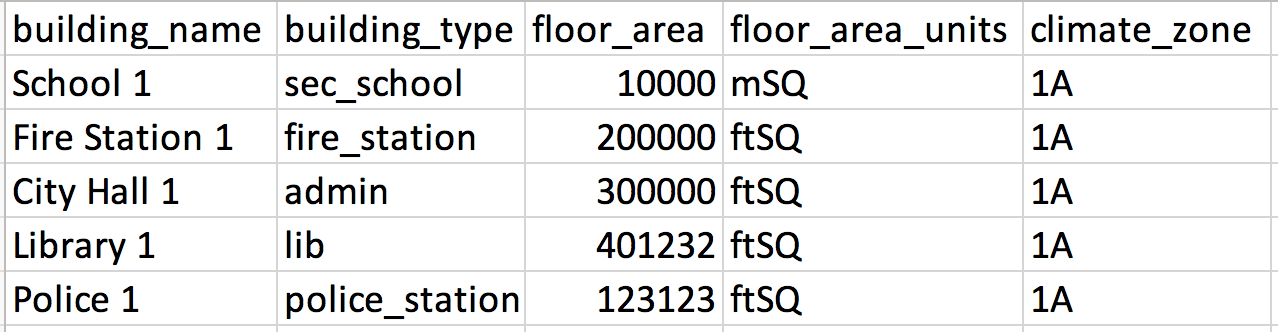 building_name building_type floor_area floor_area_units climate_zone
School 1 sec_school 10000 mSQ 1A
Fire Station 1 fire_station 200000 ftSQ 1A
City Hall 1 admin 300000 ftSQ 1A
Library 1 lib 401232 ftSQ 1A
Police 1 police_station 123123 ftSQ 1A